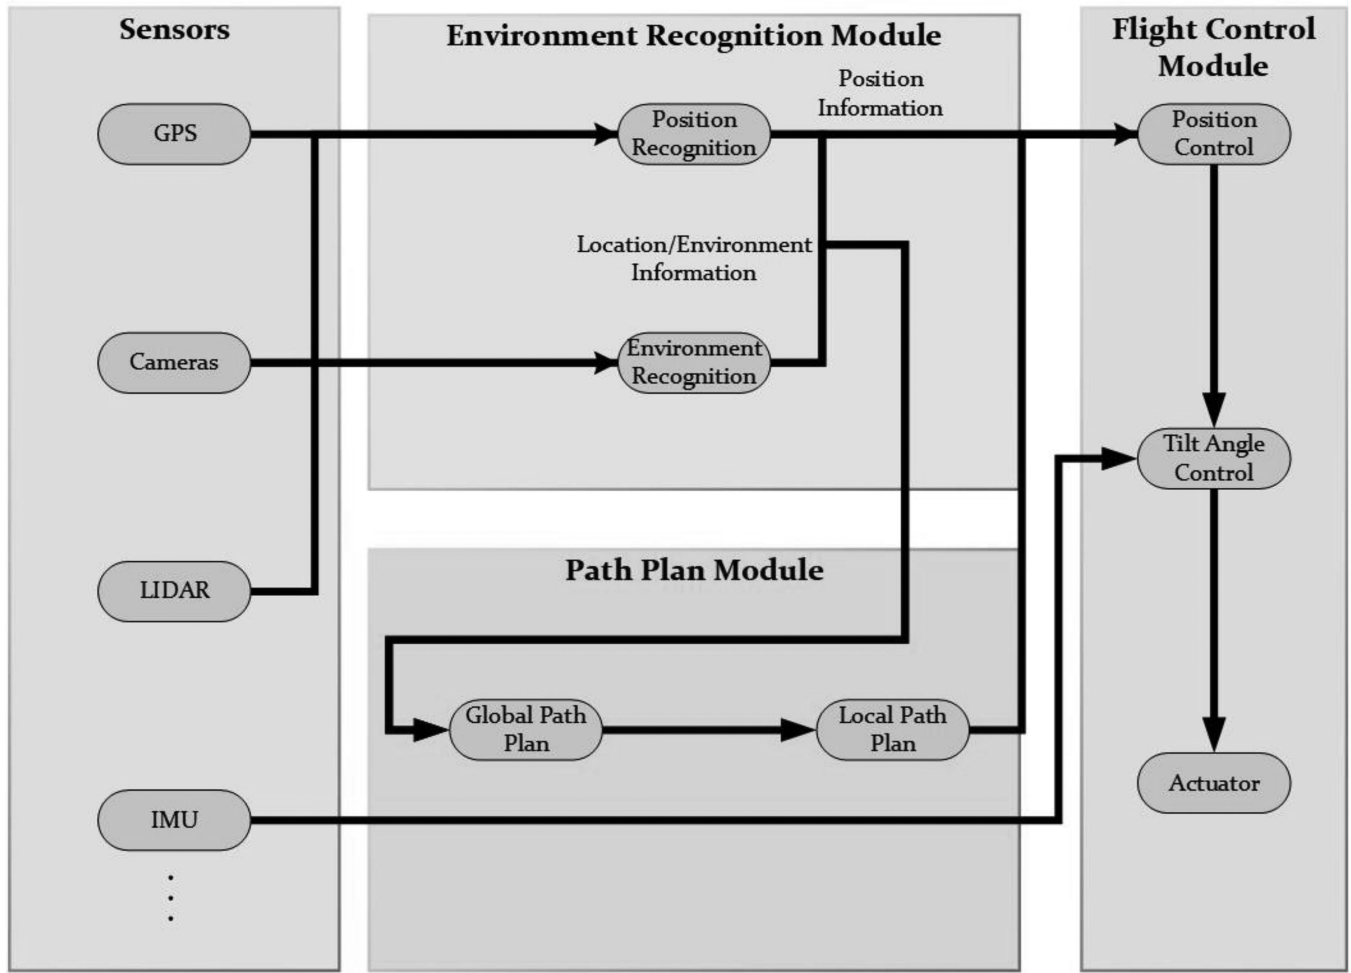 Sensors
GPS
Cameras
LIDAR
IMU
Environment Recognition Module
Position
Information
Position
Recognition
Location/Environment
Information
Environment
Recognition
Path Plan Module
Global Path
Plan
Local Path
Plan
Flight Control
Module
Position
Control
Tilt Angle
Control
Actuator